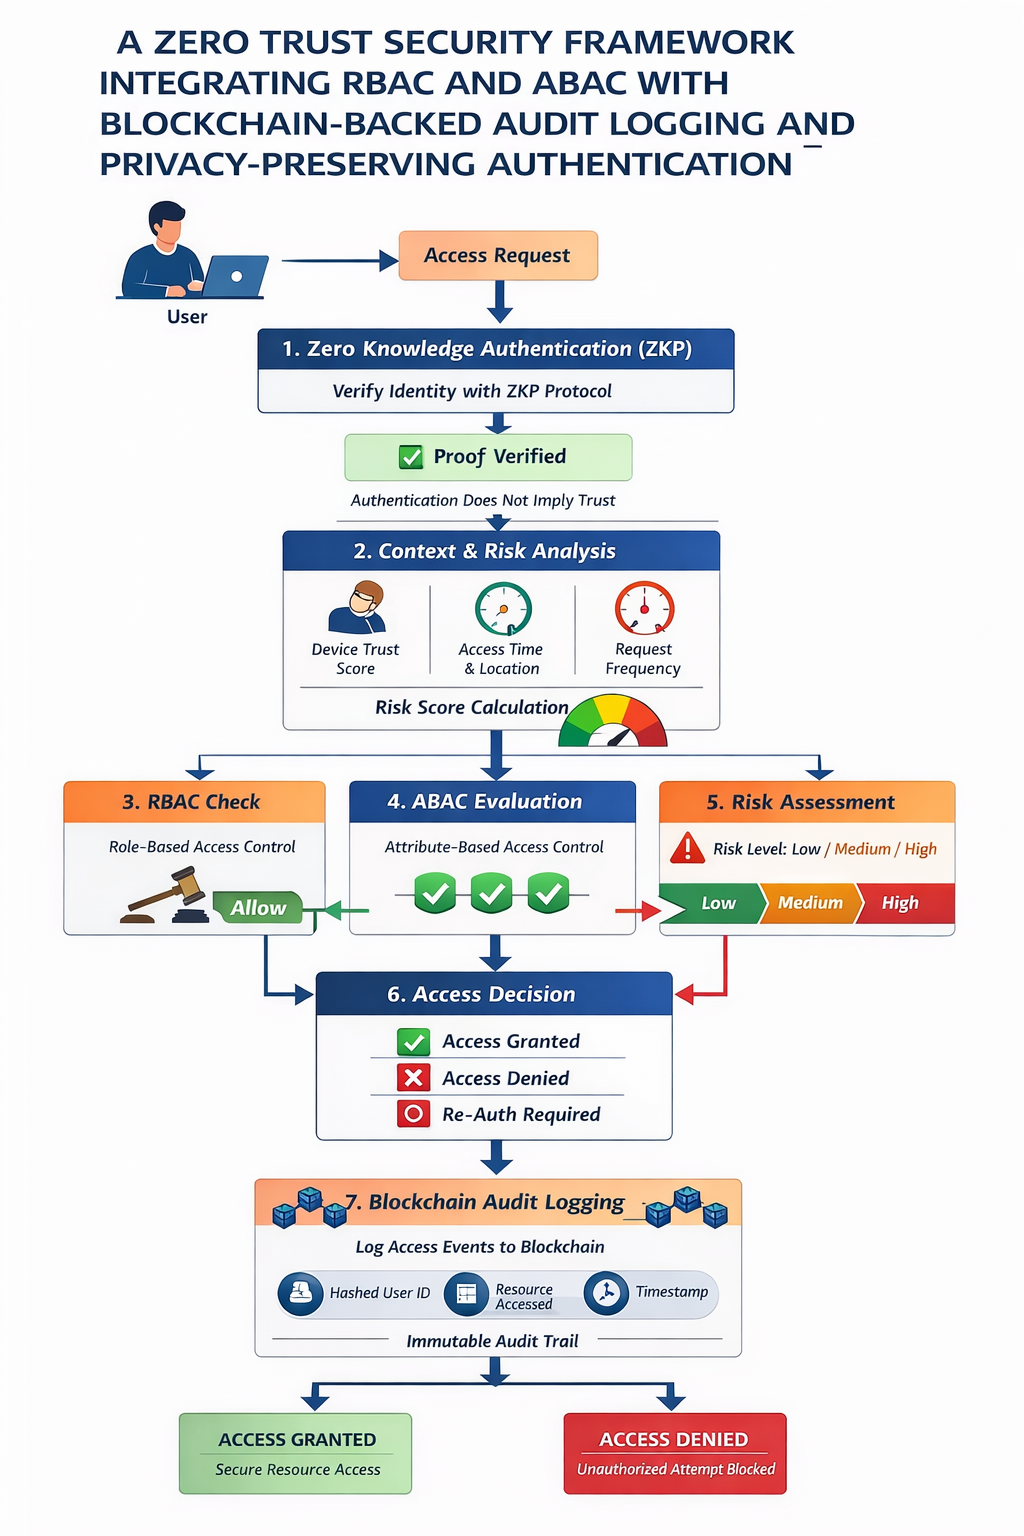 A ZERO TRUST SECURITY FRAMEWORK
INTEGRATING RBAC AND ABAC WITH
BLOCKCHAIN-BACKED AUDIT LOGGING AND
PRIVACY-PRESERVING AUTHENTICATION
User
Access Request
1. Zero Knowledge Authentication (ZKP)
Verify Identity with ZKP Protocol
Proof Verified
Authentication Does Not Imply Trust
2. Context & Risk Analysis
Device Trust
Score
Access Time
& Location
Request
Frequency
Risk Score Calculation
3. RBAC Check
Role-Based Access Control
Allow
4. ABAC Evaluation
Attribute-Based Access Control
5. Risk Assessment
Risk Level: Low / Medium / High
Low
Medium
High
6. Access Decision
Access Granted
Access Denied
Re-Auth Required
7. Blockchain Audit Logging
Log Access Events to Blockchain
Hashed User ID
Resource
Accessed
Timestamp
Immutable Audit Trail
ACCESS GRANTED
Secure Resource Access
ACCESS DENIED
Unauthorized Attempt Blocked